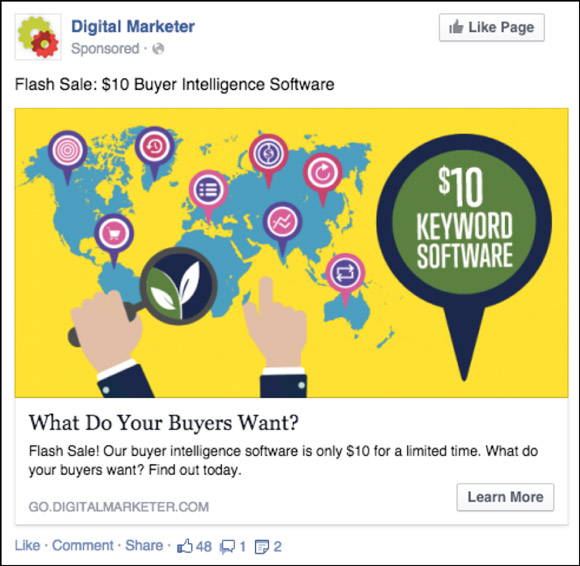 Digital Marketer
Like Page
Sponsored ·
Flash Sale: $10 Buyer Intelligence Software
$10
KEYWORD
SOFTWARE
What Do Your Buyers Want?
Flash Sale! Our buyer intelligence software is only $10 for a limited time. What do
your buyers want? Find out today.
Learn More
GO.DIGITALMARKETER.COM
Like · Comment · Share · 48 1 2